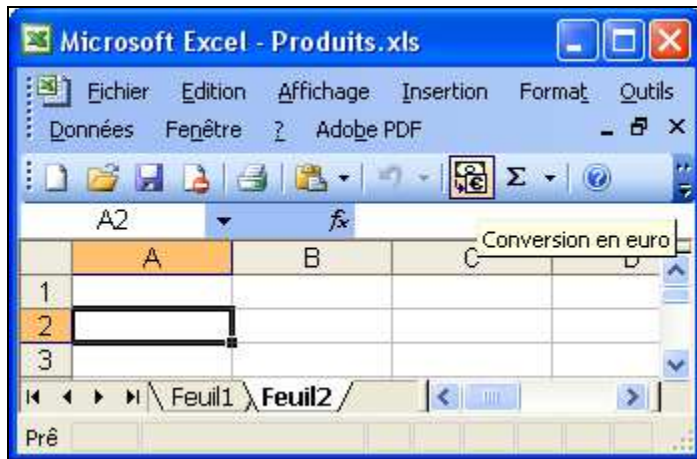 Microsoft Excel - Produits.xls
Fichier Edition Affichage Insertion Format Outils
Données Fenêtre ? Adobe PDF
A2 fx
Conversion en euro
A B C D
1
2
3
Feuil1 Feuil2
Prê